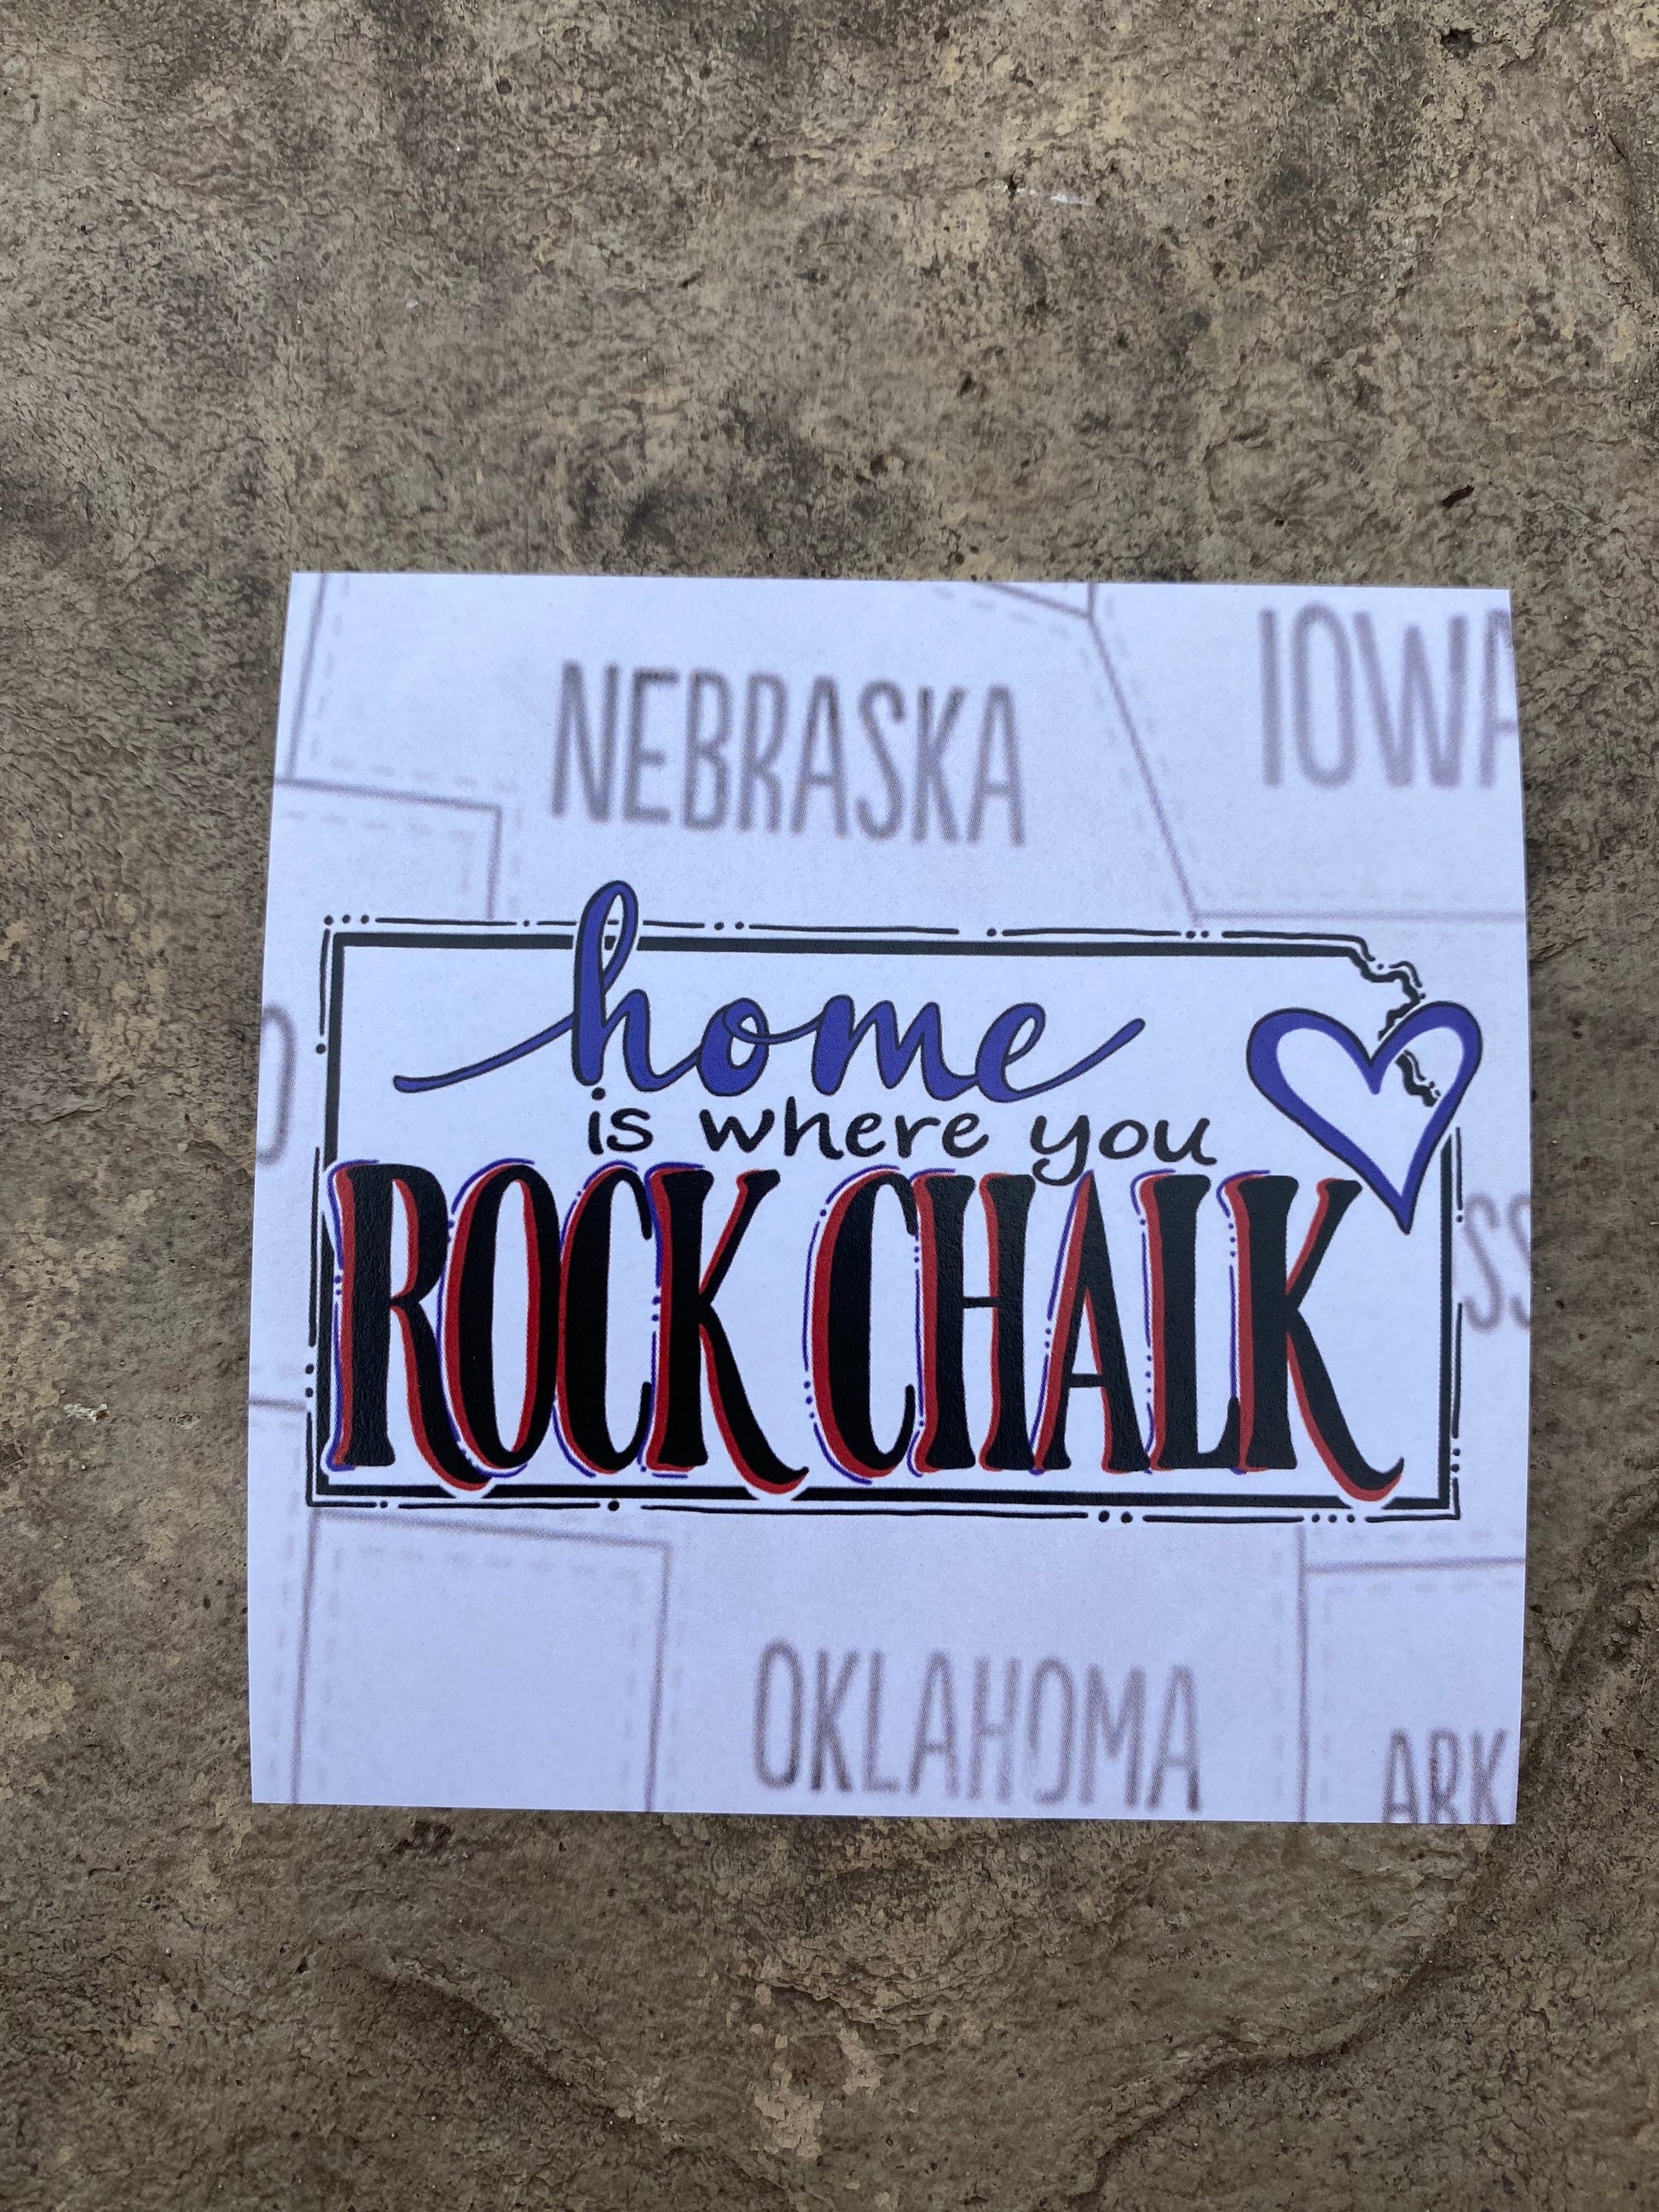 NEBRASKA
IOWA
home
is where you
ROCK CHALK
OKLAHOMA
ARK